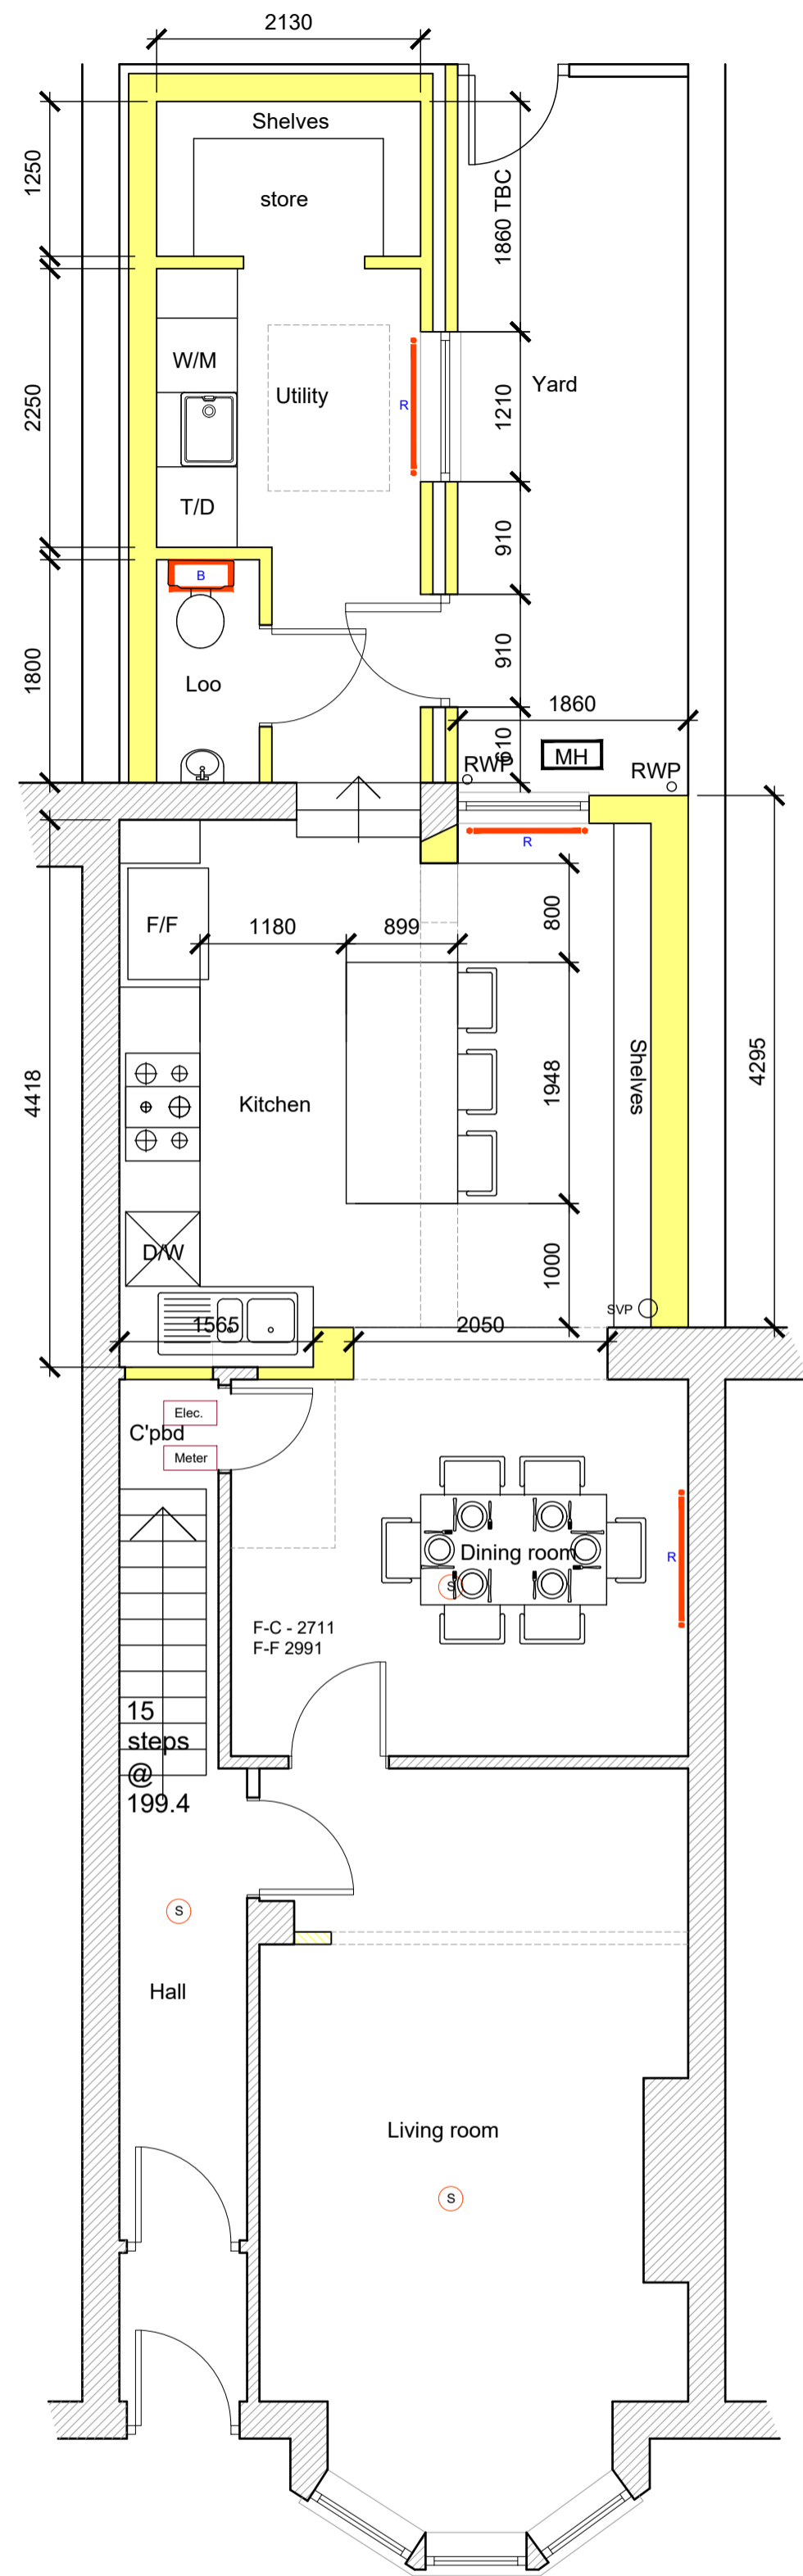 2130
Shelves
store
1250
1860 TBC
W/M
Utility
R
Yard
1210
2250
T/D
910
B
Loo
910
1800
1860
610
RWP
MH
RWP
R
F/F
1180
899
800
Kitchen
4418
1948
Shelves
4295
D/W
1000
SVP
1565
2050
Elec.
C'pbd
Meter
Dining room
S
R
F-C - 2711
F-F 2991
15
steps
@
199.4
S
Hall
Living room
S